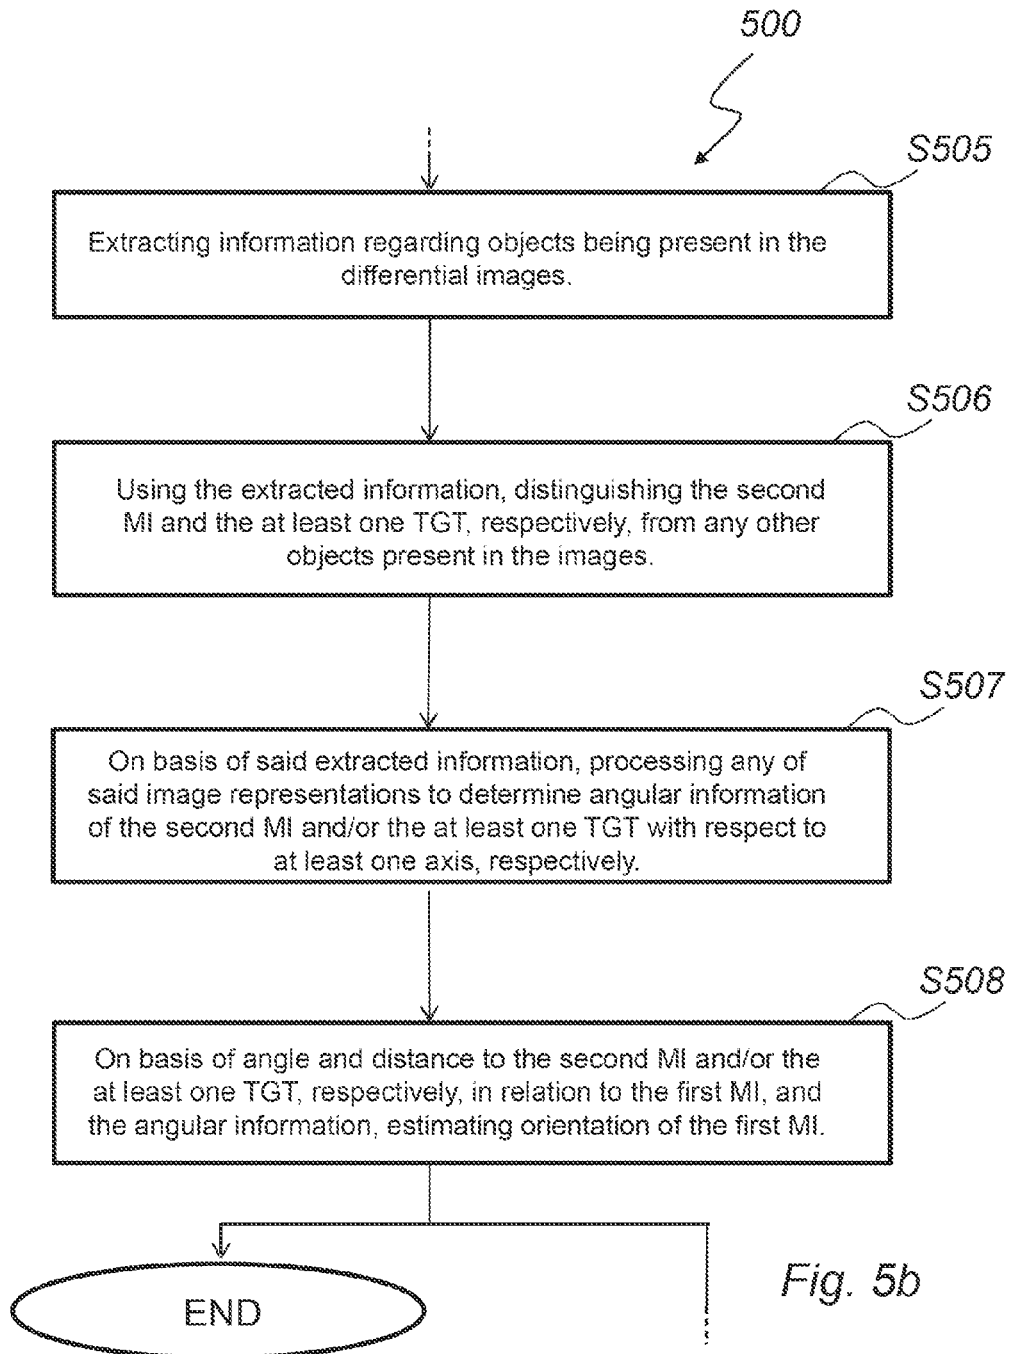 500
S505
Extracting information regarding objects being present in the
differential images.
S506
Using the extracted information, distinguishing the second
MI and the at least one TGT, respectively, from any other
objects present in the images.
S507
On basis of said extracted information, processing any of
said image representations to determine angular information
of the second MI and/or the at least one TGT with respect to
at least one axis, respectively.
S508
On basis of angle and distance to the second MI and/or the
at least one TGT, respectively, in relation to the first MI, and
the angular information, estimating orientation of the first MI.
END
Fig. 5b